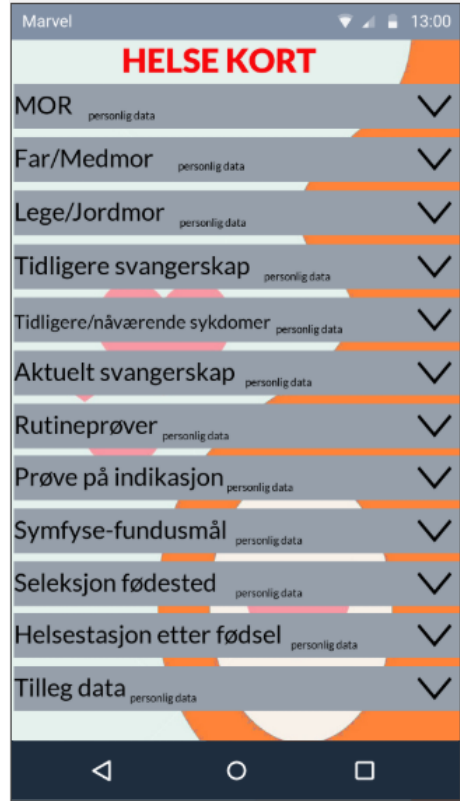 Marvel 13:00
HELSE KORT
MOR personlig data
Far/Medmor personlig data
Lege/Jordmor personlig data
Tidligere svangerskap personlig data
Tidligere/nåværende sykdomer personlig data
Aktuelt svangerskap personlig data
Rutineprøver personlig data
Prøve på indikasjon personlig data
Symfyse-fundusmål personlig data
Seleksjon fødested personlig data
Helsestasjon etter fødsel personlig data
Tilleg data personlig data